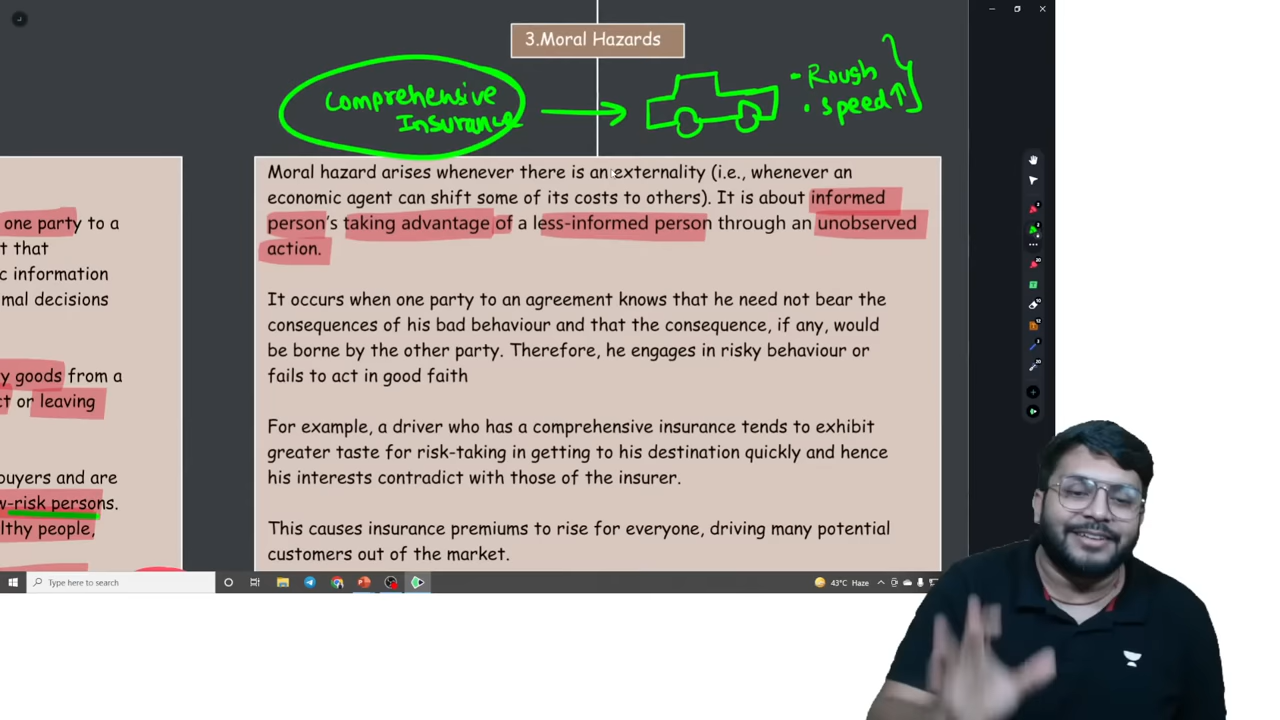 3.Moral Hazards
Comprehensive
Insurance
Rough
Speed↑
one party to a
t that
c information
mal decisions
y goods from a
ct or leaving
buyers and are
w-risk persons.
lthy people,
Moral hazard arises whenever there is an externality (i.e., whenever an
economic agent can shift some of its costs to others). It is about informed
person's taking advantage of a less-informed person through an unobserved
action.
It occurs when one party to an agreement knows that he need not bear the
consequences of his bad behaviour and that the consequence, if any, would
be borne by the other party. Therefore, he engages in risky behaviour or
fails to act in good faith
For example, a driver who has a comprehensive insurance tends to exhibit
greater taste for risk-taking in getting to his destination quickly and hence
his interests contradict with those of the insurer.
This causes insurance premiums to rise for everyone, driving many potential
customers out of the market.
Type here to search
43°C Haze